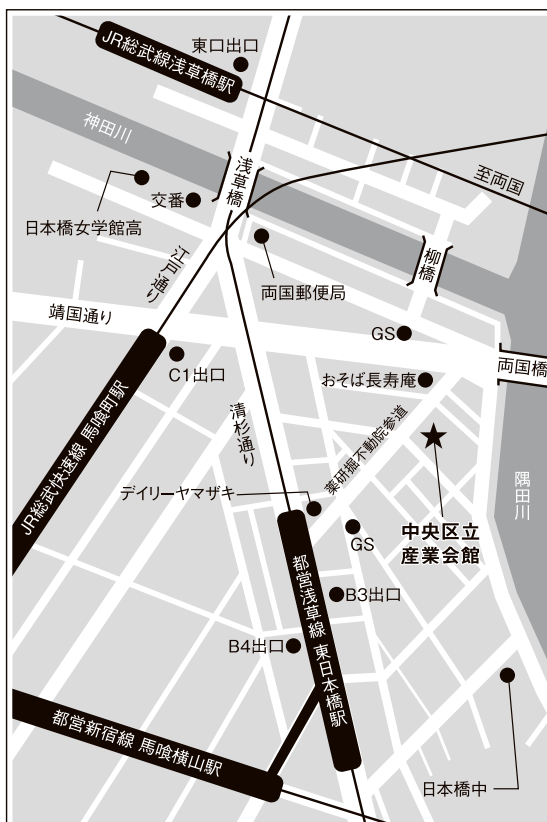 東口出口
JR総武線浅草橋駅
神田川
浅草橋
至両国
日本橋女学館高
交番
柳橋
江戸通り
両国郵便局
靖国通り
GS
両国橋
C1出口
おそば長寿庵
清杉通り
薬研掘不動院参道
JR総武快速線 馬喰町駅
デイリーヤマザキ
隅田川
GS
中央区立
産業会館
都営浅草線 東日本橋駅
B3出口
B4出口
都営新宿線 馬喰横山駅
日本橋中